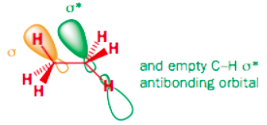 σ*
σ
H
H
H
H
H
H
and empty C–H σ*
antibonding orbital